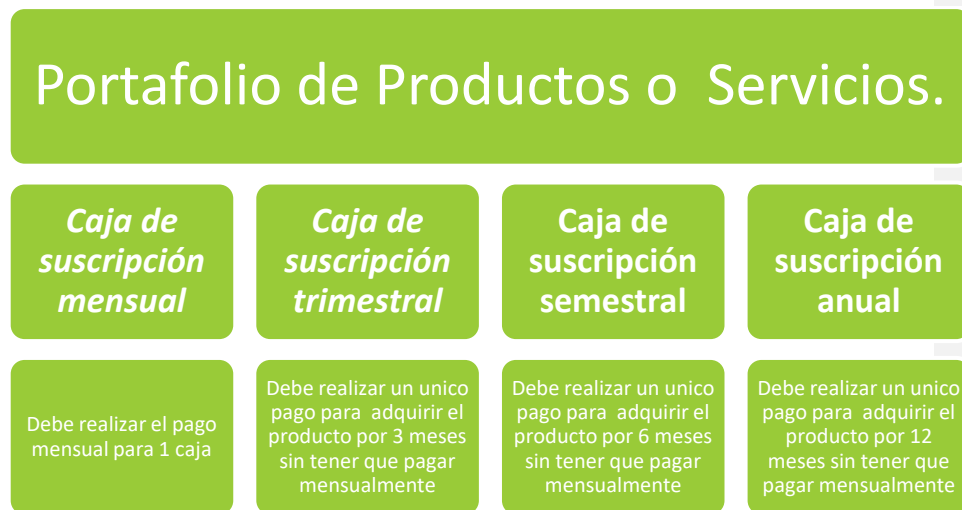 Portafolio de Productos o  Servicios.
Caja de
suscripción
mensual
Caja de
suscripción
trimestral
Caja de
suscripción
semestral
Caja de
suscripción
anual
Debe realizar el pago
mensual para 1 caja
Debe realizar un unico
pago para  adquirir el
producto por 3 meses
sin tener que pagar
mensualmente
Debe realizar un unico
pago para  adquirir el
producto por 6 meses
sin tener que pagar
mensualmente
Debe realizar un unico
pago para  adquirir el
producto por 12
meses sin tener que
pagar mensualmente